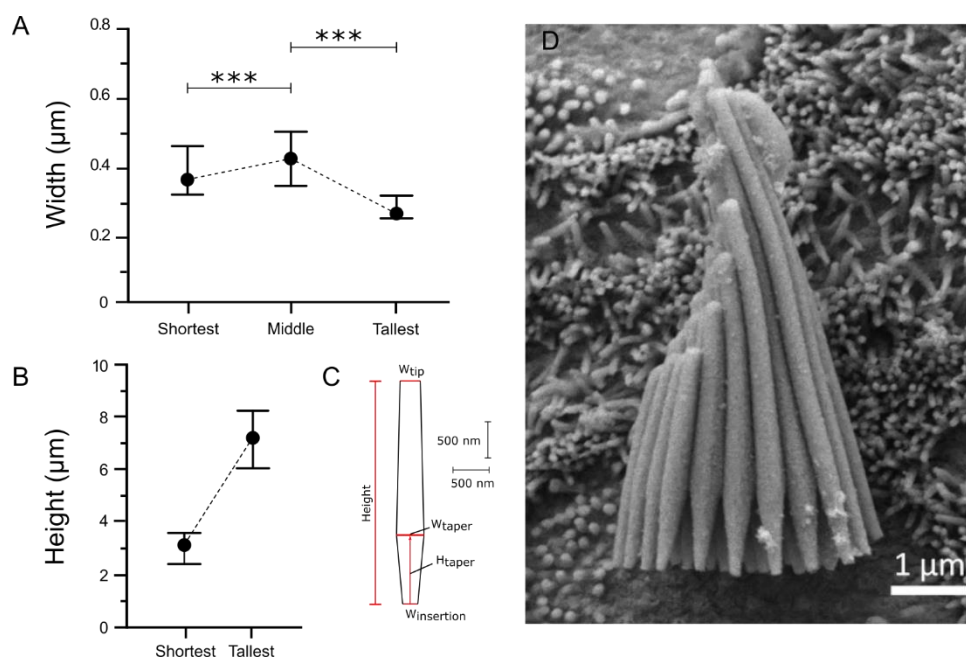 A
Width (µm)
0.8
0.6
0.4
0.2
0
***
***
Shortest Middle Tallest
B
Height (µm)
10
8
6
4
2
0
Shortest Tallest
C
Wtip
Height
500 nm
500 nm
Wtaper
Htaper
Winsertion
D
1 µm